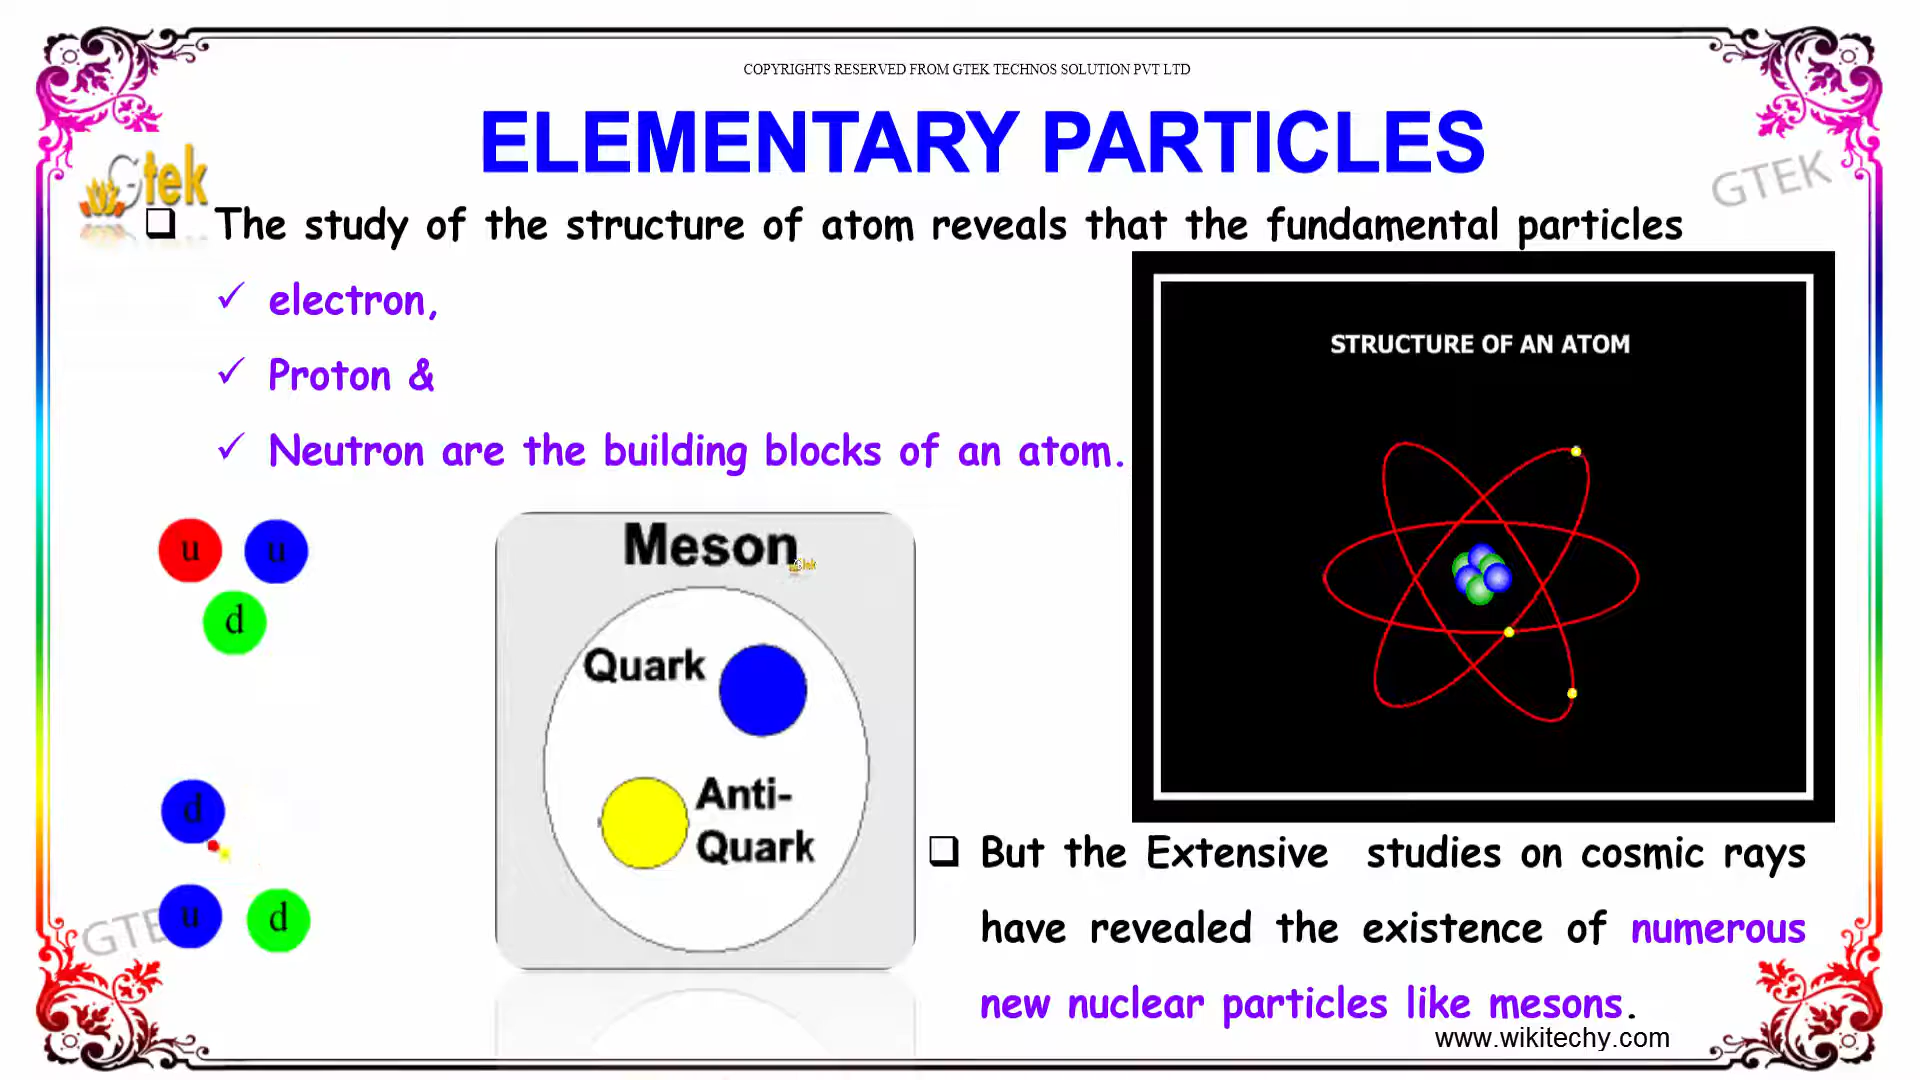 COPYRIGHTS RESERVED FROM GTEK TECHNOS SOLUTION PVT LTD
ELEMENTARY PARTICLES
Gtek
GTEK
❑ The study of the structure of atom reveals that the fundamental particles
✓ electron,
✓ Proton &
✓ Neutron are the building blocks of an atom.
STRUCTURE OF AN ATOM
u u
d
Meson
Gtek
Quark
Anti-
Quark
d
u d
GTE
❑ But the Extensive studies on cosmic rays
have revealed the existence of numerous
new nuclear particles like mesons.
www.wikitechy.com